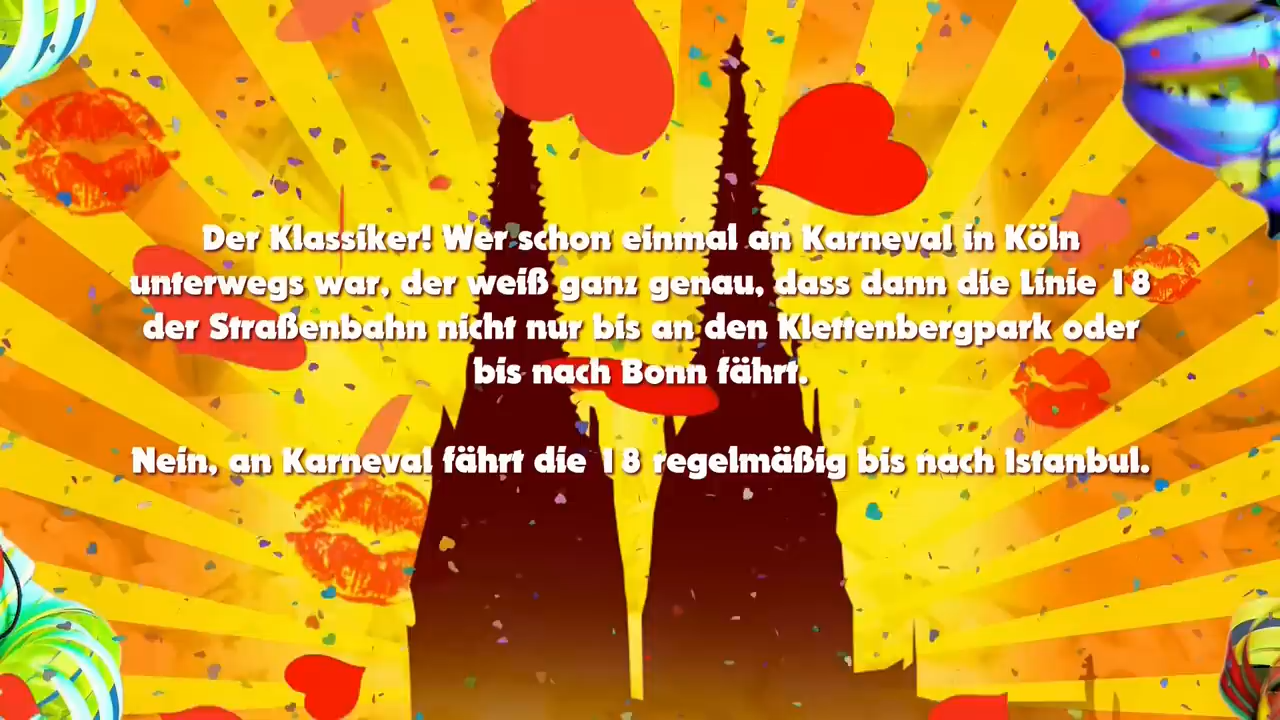 Der Klassiker! Wer schon einmal an Karneval in Köln
unterwegs war, der weiß ganz genau, dass dann die Linie 18
der Straßenbahn nicht nur bis an den Klettenbergpark oder
bis nach Bonn fährt.
Nein, an Karneval fährt die 18 regelmäßig bis nach Istanbul.